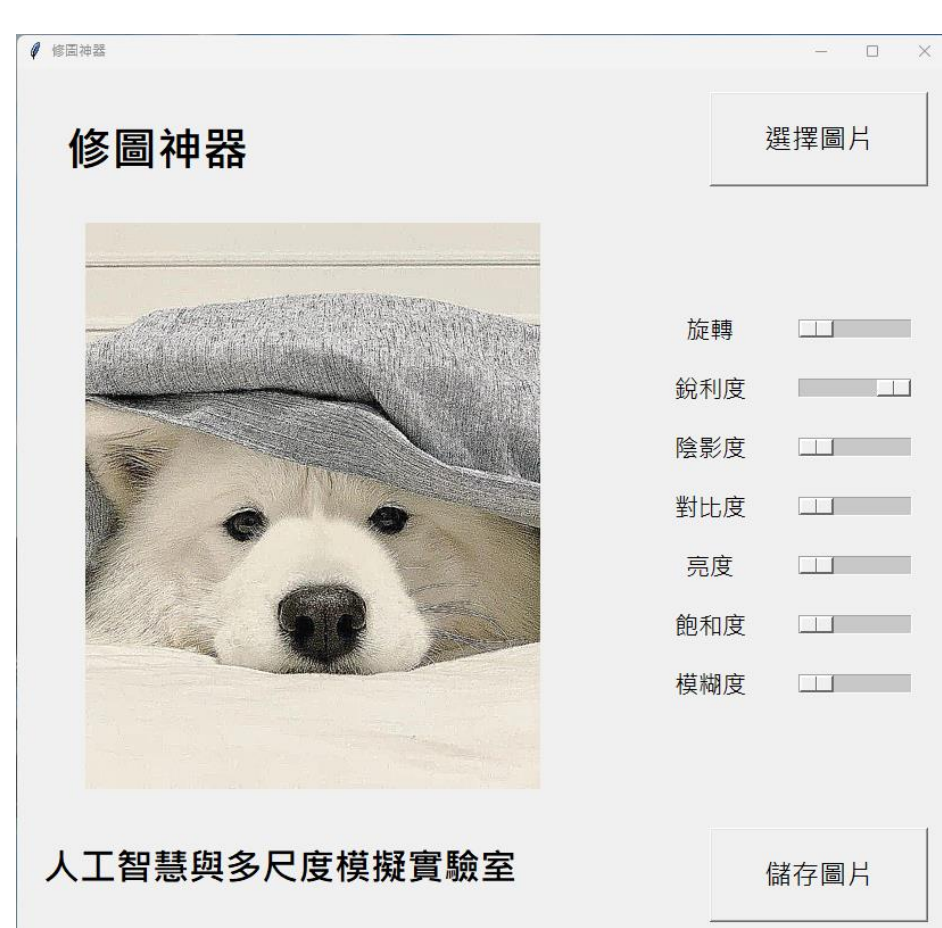 修圖神器
修圖神器
選擇圖片
旋轉
銳利度
陰影度
對比度
亮度
飽和度
模糊度
人工智慧與多尺度模擬實驗室
儲存圖片